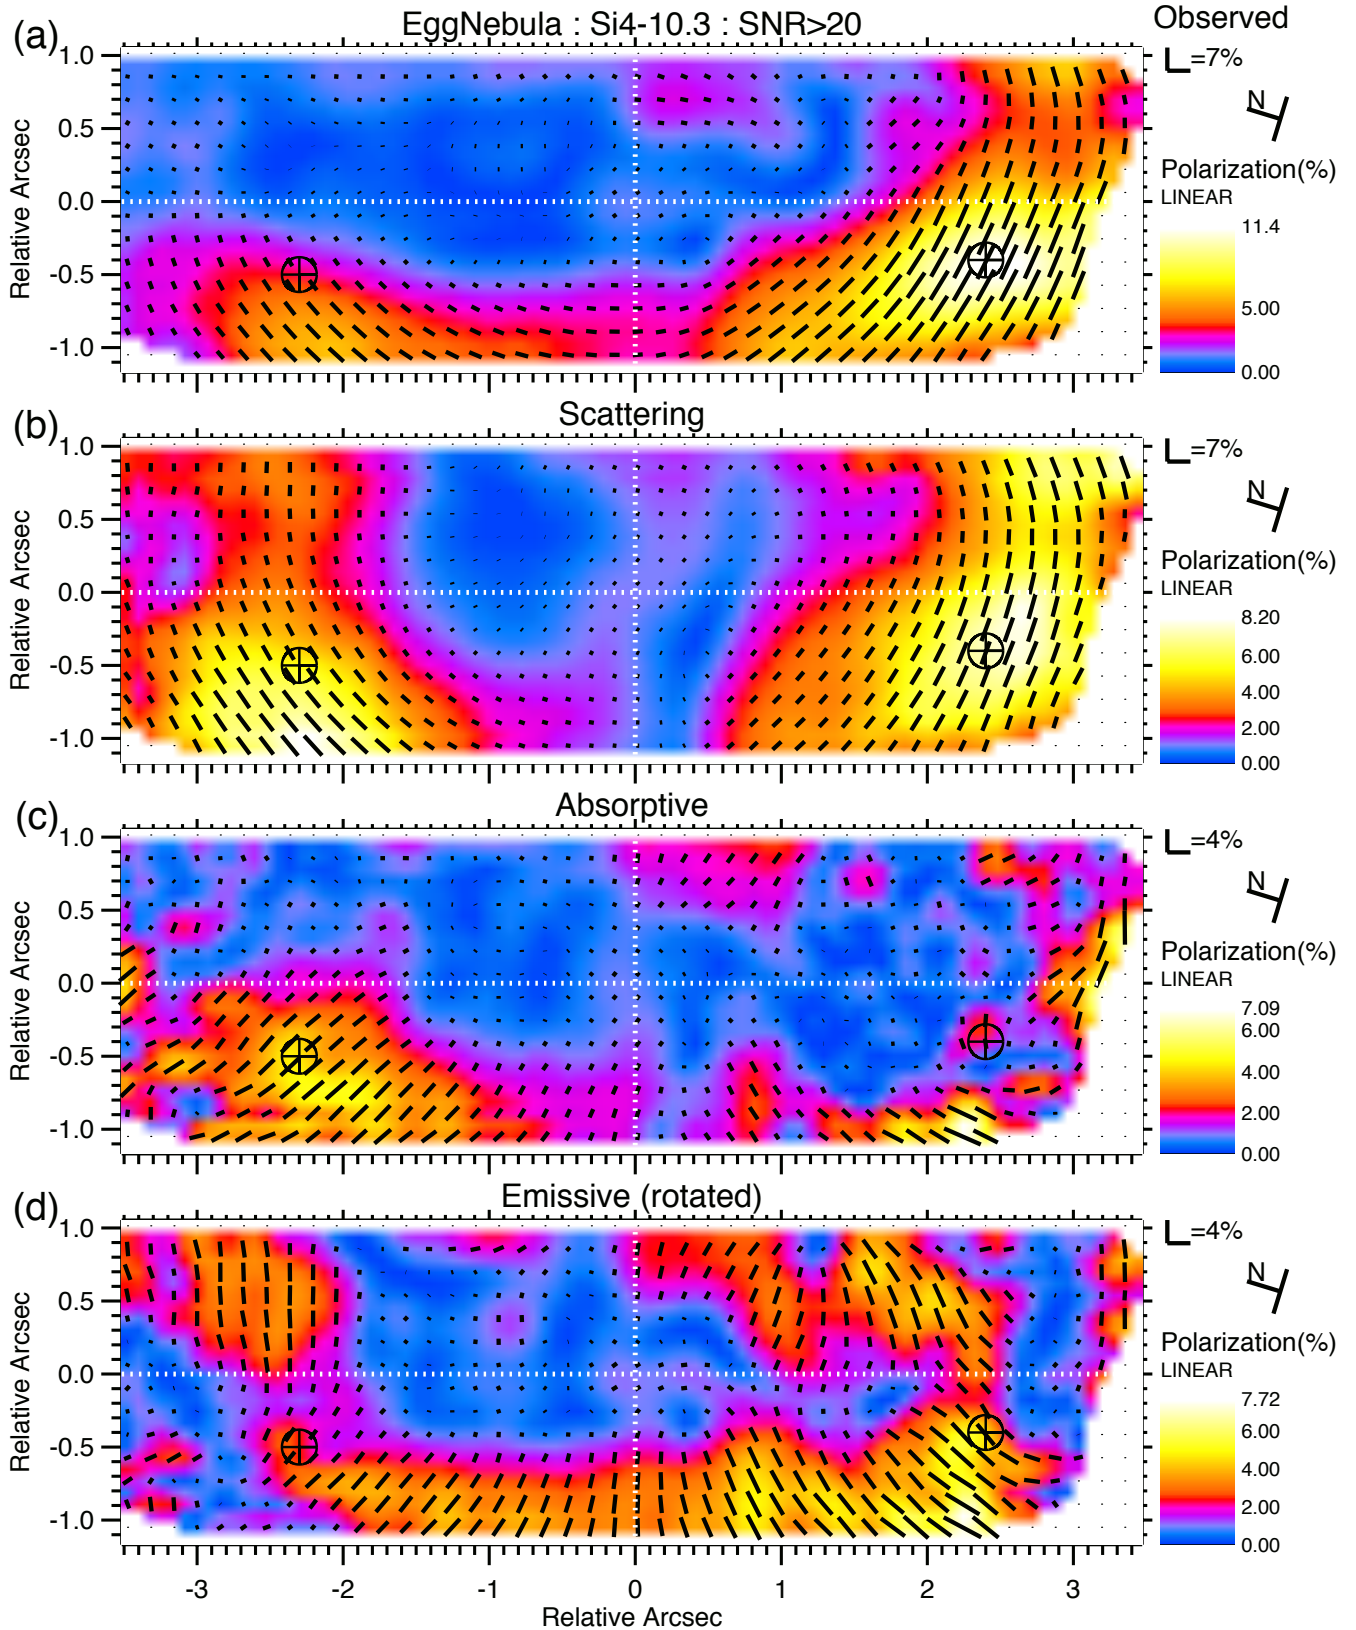 (a) EggNebula : Si4-10.3 : SNR>20 Observed
1.0
0.5
0.0
-0.5
-1.0
Relative Arcsec
=7%
N
Polarization(%)
LINEAR
11.4
5.00
0.00
(b) Scattering
1.0
0.5
0.0
-0.5
-1.0
Relative Arcsec
=7%
N
Polarization(%)
LINEAR
8.20
6.00
4.00
2.00
0.00
(c) Absorptive
1.0
0.5
0.0
-0.5
-1.0
Relative Arcsec
=4%
N
Polarization(%)
LINEAR
7.09
6.00
4.00
2.00
0.00
(d) Emissive (rotated)
1.0
0.5
0.0
-0.5
-1.0
Relative Arcsec
=4%
N
Polarization(%)
LINEAR
7.72
6.00
4.00
2.00
0.00
-3 -2 -1 0 1 2 3
Relative Arcsec